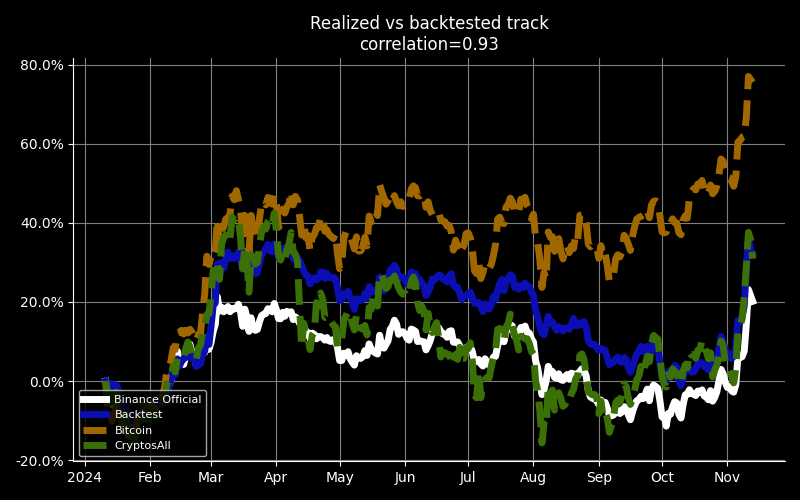 Realized vs backtested track
correlation=0.93
80.0%
60.0%
40.0%
20.0%
0.0%
-20.0%
Binance Official
Backtest
Bitcoin
CryptosAll
2024 Feb Mar Apr May Jun Jul Aug Sep Oct Nov